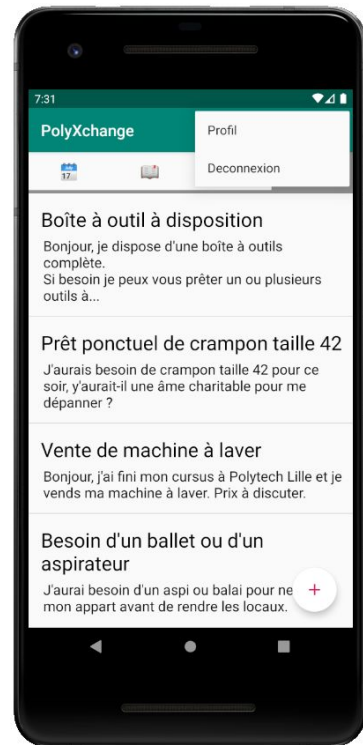 7:31
PolyXchange
Profil
Deconnexion
17
Boîte à outil à disposition
Bonjour, je dispose d'une boîte à outils
complète.
Si besoin je peux vous prêter un ou plusieurs
outils à...
Prêt ponctuel de crampon taille 42
J'aurais besoin de crampon taille 42 pour ce
soir, y'aurait-il une âme charitable pour me
dépanner ?
Vente de machine à laver
Bonjour, j'ai fini mon cursus à Polytech Lille et je
vends ma machine à laver. Prix à discuter.
Besoin d'un ballet ou d'un
aspirateur
J'aurai besoin d'un aspi ou balai pour ne
mon appart avant de rendre les locaux.
+